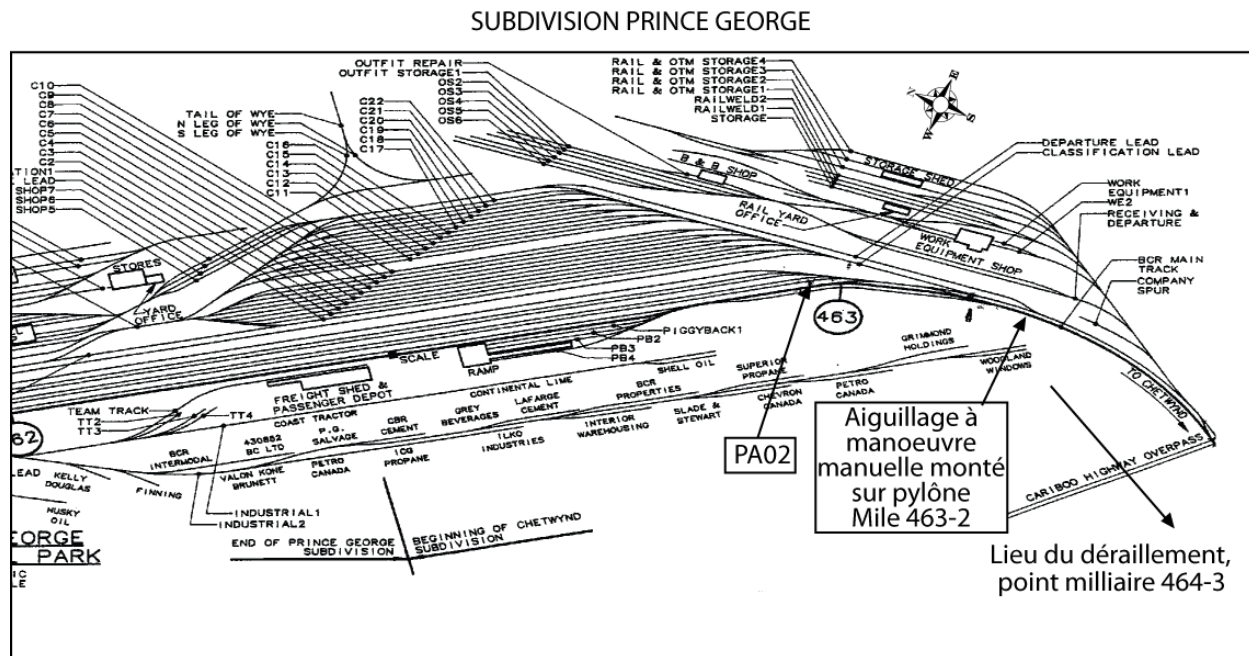 SUBDIVISION PRINCE GEORGE
C10
C9
C8
C7
C6
C5
C4
C3
C2
ATION1
LEAD
SHOP7
SHOP6
SHOP5
TAIL OF WYE
N LEG OF WYE
S LEG OF WYE
C16
C15
C14
C13
C12
C11
C22
C21
C20
C19
C18
C17
OUTFIT REPAIR
OUTFIT STORAGE1
OS2
OS3
OS4
OS5
OS6
RAIL & OTM STORAGE4
RAIL & OTM STORAGE3
RAIL & OTM STORAGE2
RAIL & OTM STORAGE1
RAILWELD2
RAILWELD1
STORAGE
N
E
S
W
DEPARTURE LEAD
CLASSIFICATION LEAD
STORAGE SHED
B & B SHOP
RAIL YARD
OFFICE
WORK
EQUIPMENT1
WE2
RECEIVING &
DEPARTURE
WORK
EQUIPMENT SHOP
BCR MAIN
TRACK
COMPANY
SPUR
STORES
YARD
OFFICE
463
PIGGYBACK1
PB2
PB3
PB4
SCALE
RAMP
FREIGHT SHED &
PASSENGER DEPOT
TEAM TRACK
TT2
TT3
TT4
COAST TRACTOR
CONTINENTAL LIME
SHELL OIL
SUPERIOR
PROPANE
GRIMMOND
HOLDINGS
WOODLAND
WINDOWS
TO CHETWYND
BCR
INTERMODAL
430852
BC LTD
P.G.
SALVAGE
CBR
CEMENT
GREY
BEVERAGES
LAFARGE
CEMENT
BCR
PROPERTIES
CHEVRON
CANADA
PETRO
CANADA
LEAD
KELLY
DOUGLAS
FINNING
VALON KONE
BRUNETT
PETRO
CANADA
ICG
PROPANE
ILKO
INDUSTRIES
INTERIOR
WAREHOUSING
SLADE &
STEWART
HUSKY
OIL
INDUSTRIAL1
INDUSTRIAL2
PA02
Aiguillage à
manoeuvre
manuelle monté
sur pylône
Mile 463-2
CARIBOO HIGHWAY OVERPASS
EORGE
L PARK
END OF PRINCE GEORGE
SUBDIVISION
BEGINNING OF CHETWYND
SUBDIVISION
Lieu du déraillement,
point milliaire 464-3